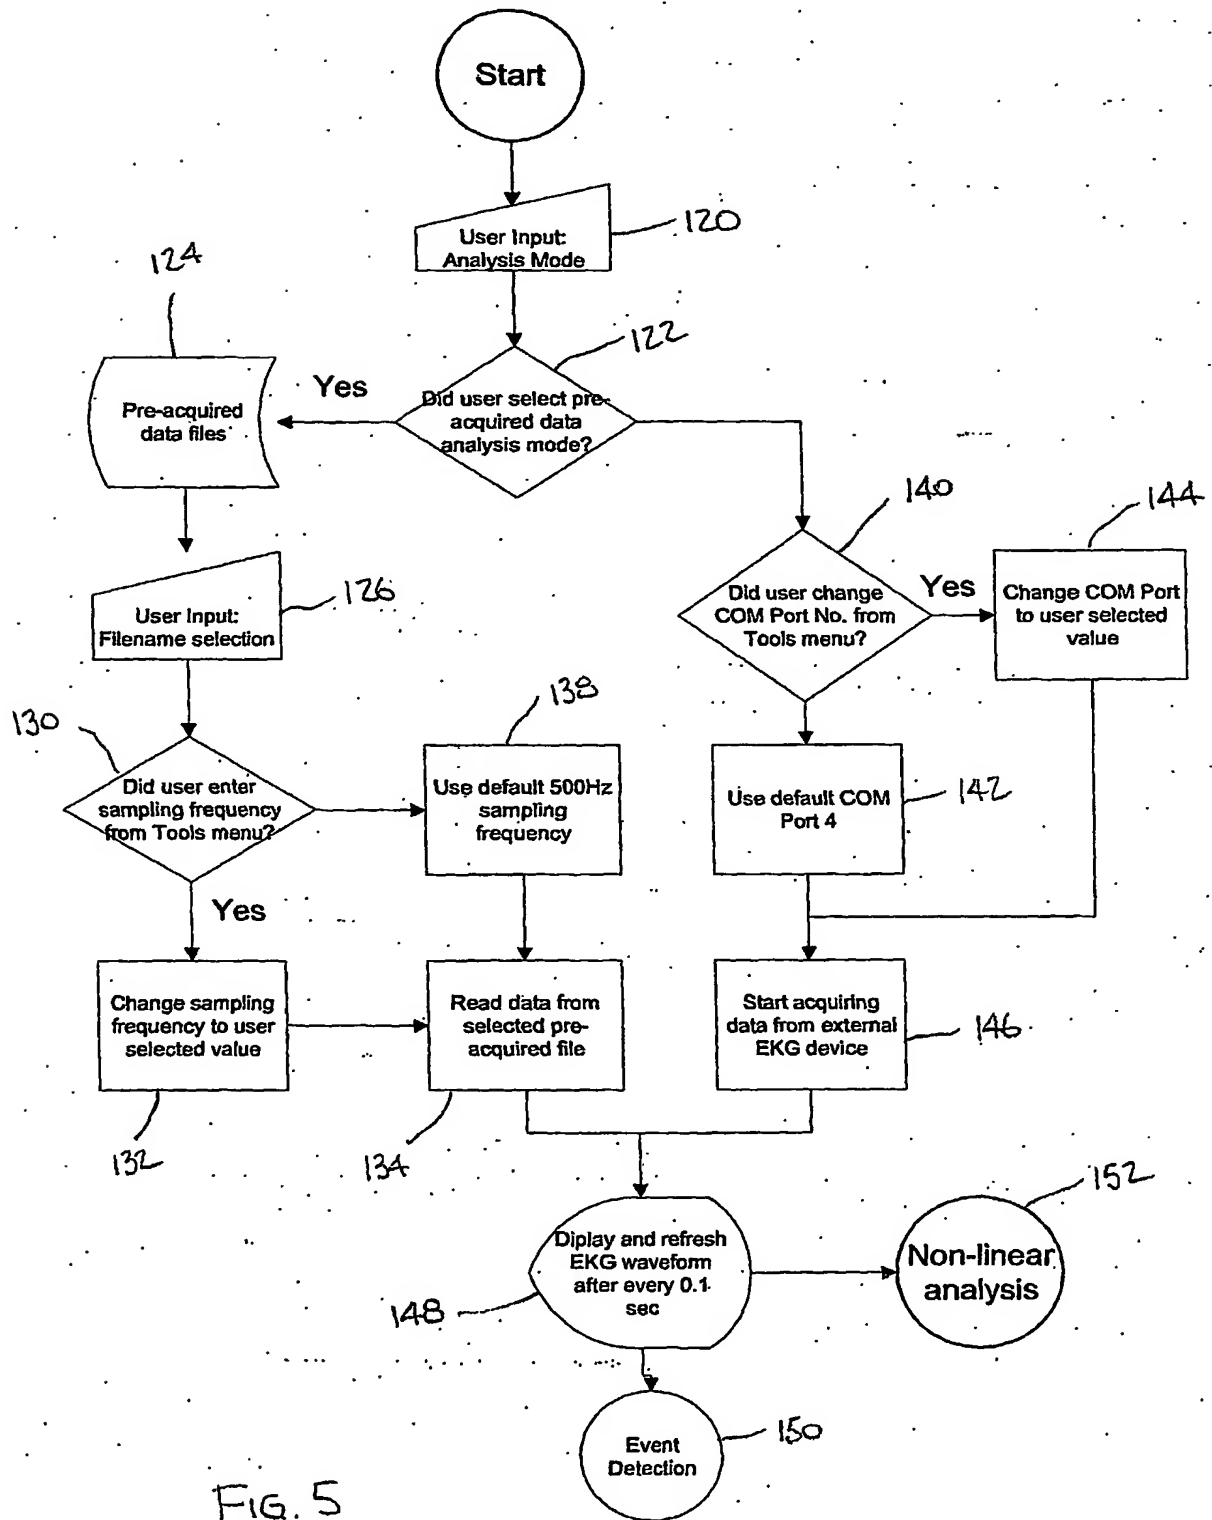 Start
120
User Input:
Analysis Mode
124
122
Yes
Did user select pre-
acquired data
analysis mode?
Pre-acquired
data files
140
144
126
User Input:
Filename selection
Did user change
COM Port No. from
Tools menu?
Yes
Change COM Port
to user selected
value
130
138
Did user enter
sampling frequency
from Tools menu?
Use default 500Hz
sampling
frequency
Use default COM
Port 4
142
Yes
Change sampling
frequency to user
selected value
Read data from
selected pre-
acquired file
Start acquiring
data from external
EKG device
146
132
134
152
Diplay and refresh
EKG waveform
after every 0.1
sec
148
Non-linear
analysis
150
Event
Detection
FIG. 5